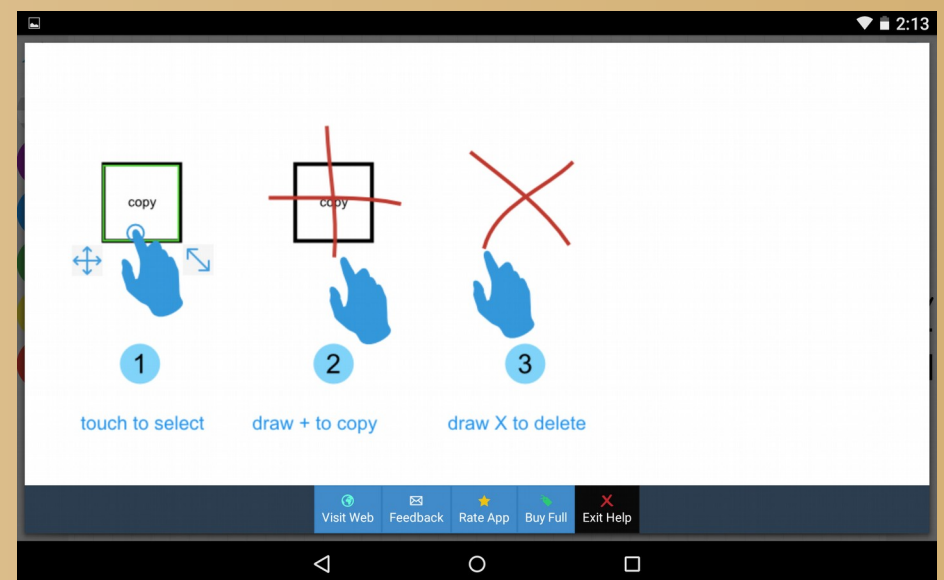 2:13
copy
copy
1
2
3
touch to select
draw + to copy
draw X to delete
Visit Web
Feedback
Rate App
Buy Full
Exit Help